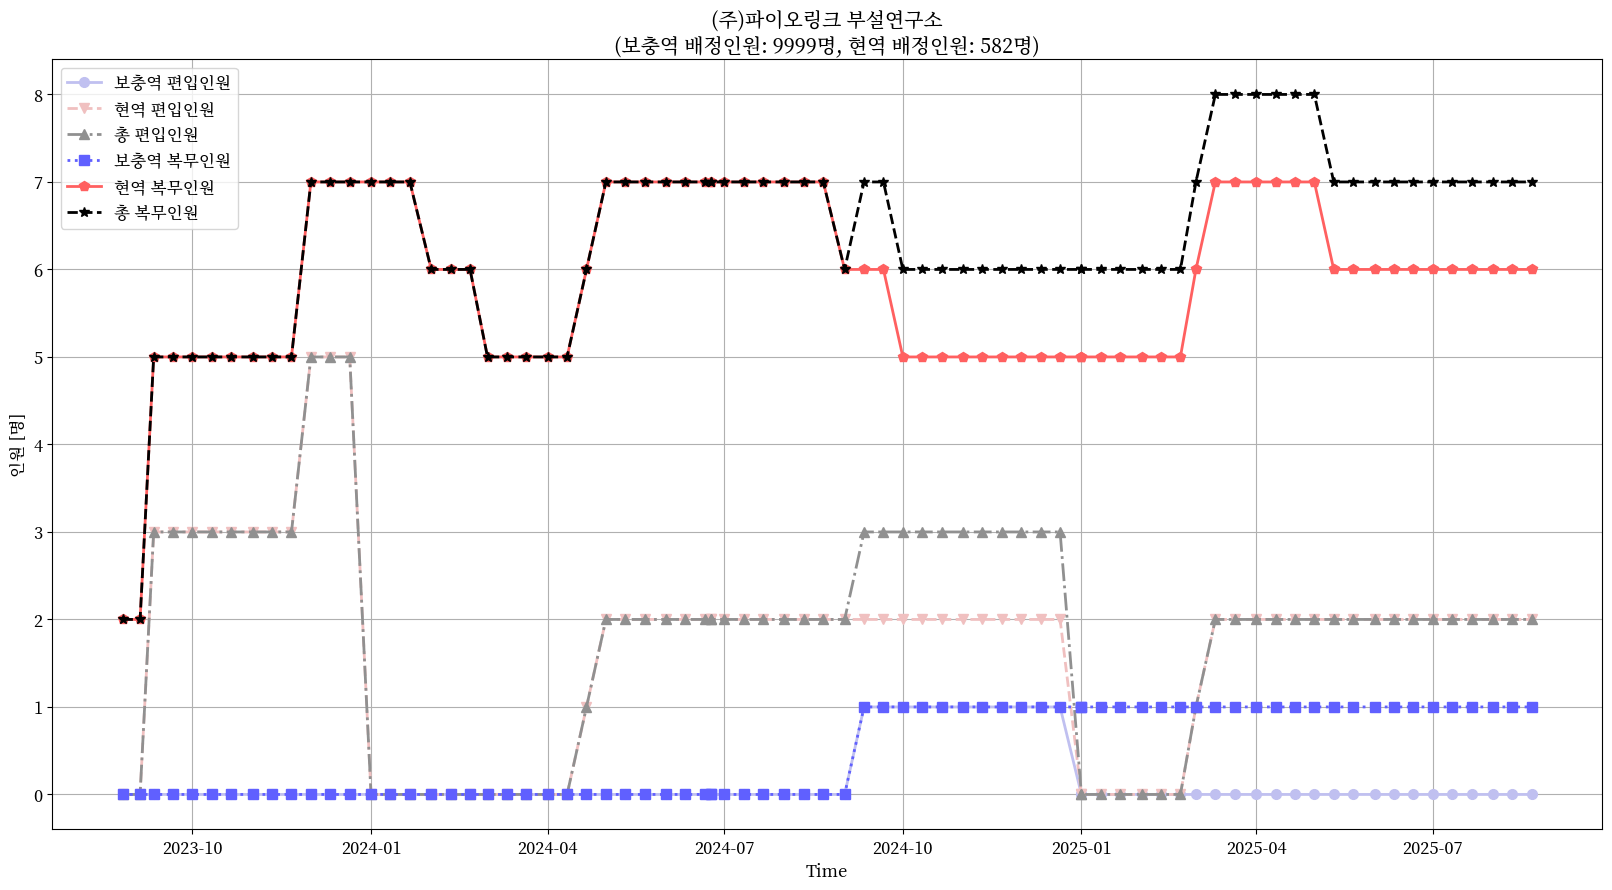 (주)파이오링크 부설연구소
(보충역 배정인원: 9999명, 현역 배정인원: 582명)
보충역 편입인원
현역 편입인원
총 편입인원
보충역 복무인원
현역 복무인원
총 복무인원
인원 [명]
8
7
6
5
4
3
2
1
0
2023-10
2024-01
2024-04
2024-07
2024-10
2025-01
2025-04
2025-07
Time